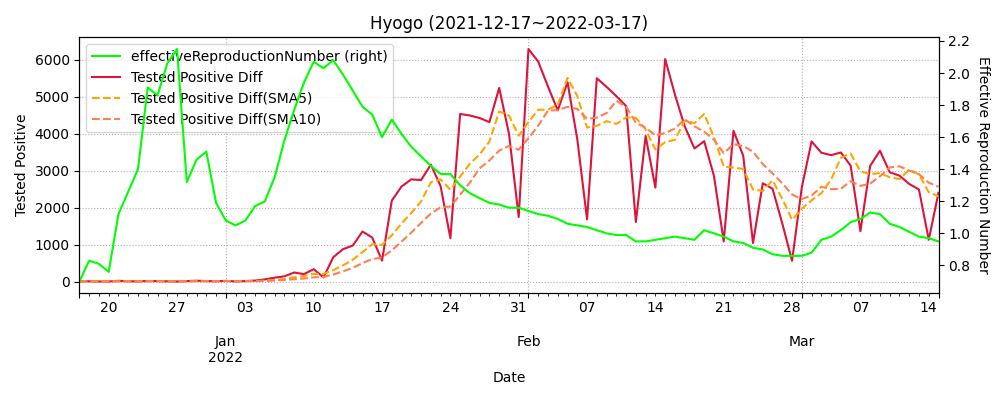 Hyogo (2021-12-17~2022-03-17)
effectiveReproductionNumber (right)
Tested Positive Diff
Tested Positive Diff(SMA5)
Tested Positive Diff(SMA10)
Tested Positive
6000
5000
4000
3000
2000
1000
0
2.2
2.0
1.8
1.6
1.4
1.2
1.0
0.8
Effective Reproduction Number
20 27 03 10 17 24 31 07 14 21 28 07 14
Jan Feb Mar
2022
Date